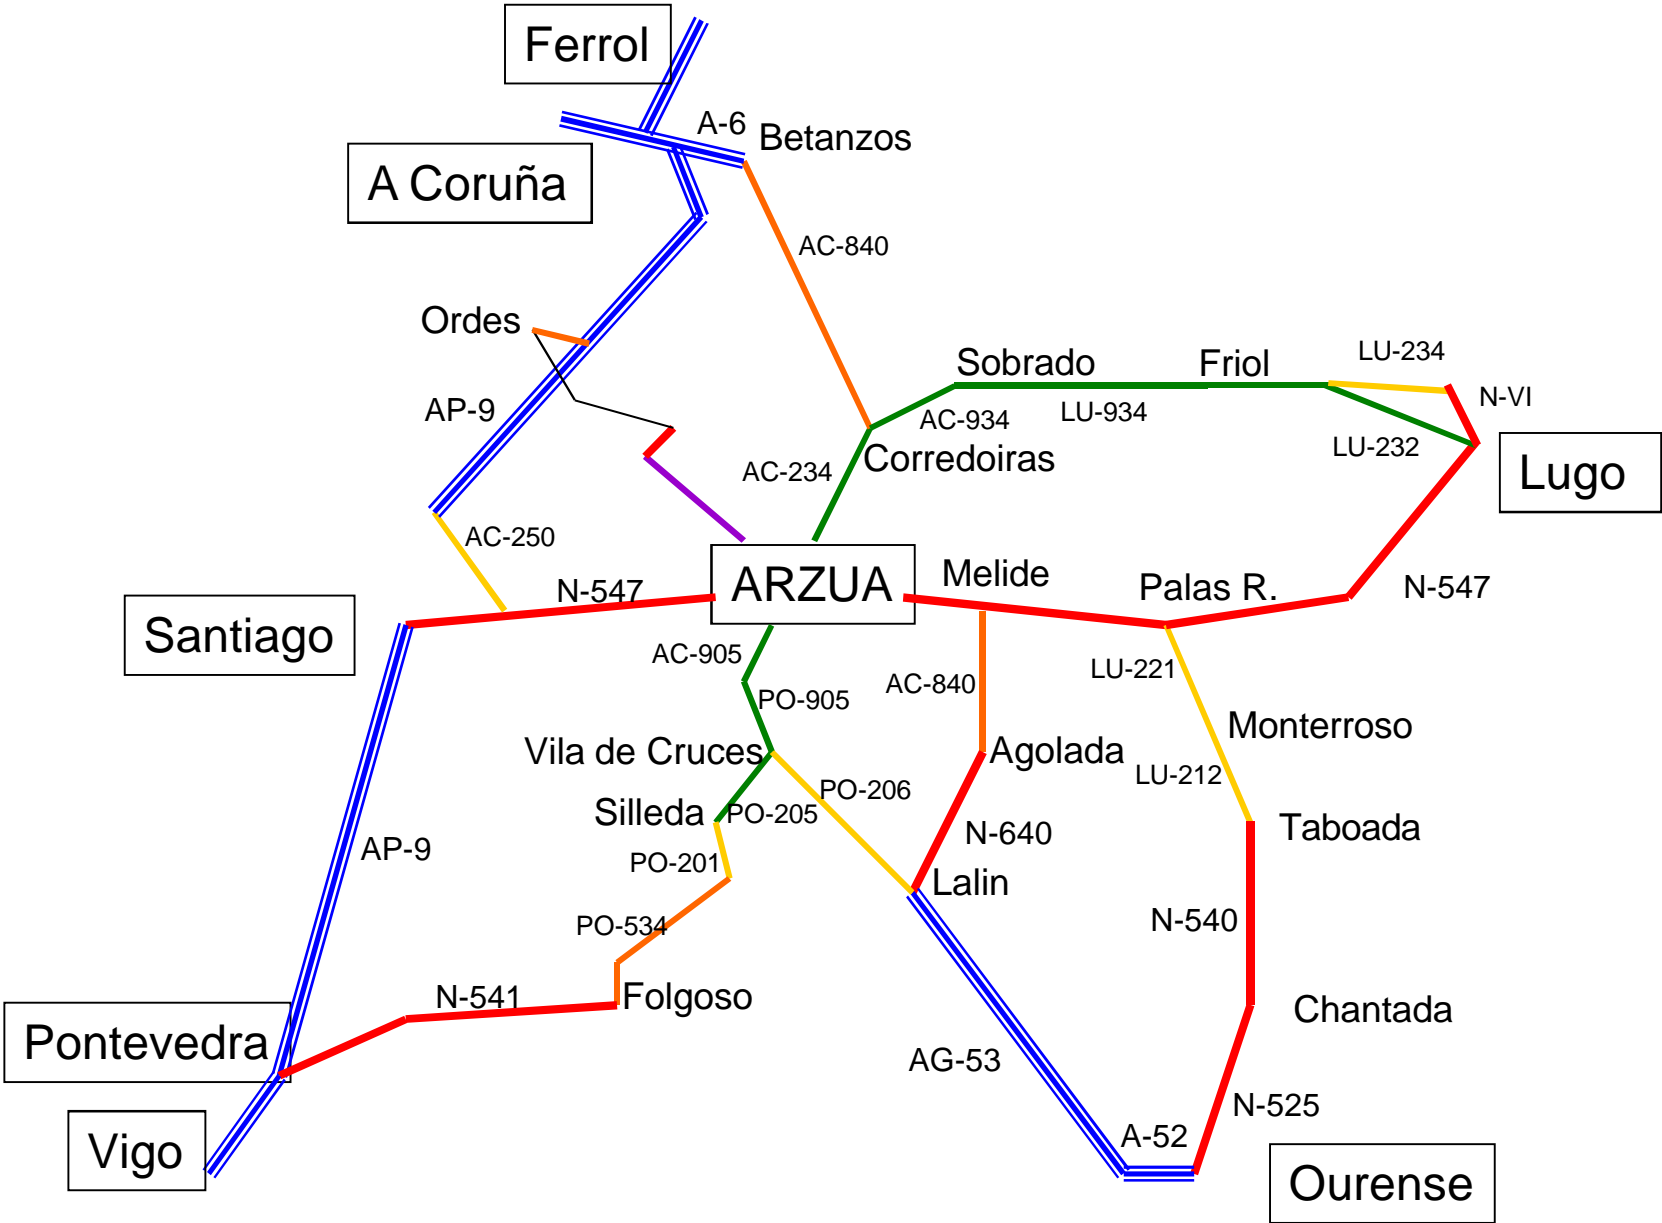 Ferrol
A-6
Betanzos
A Coruña
AC-840
Ordes
Sobrado
Friol
LU-234
N-VI
AP-9
AC-934
LU-934
LU-232
Corredoiras
AC-234
Lugo
AC-250
N-547
ARZUA
Melide
Palas R.
N-547
Santiago
AC-905
AC-840
LU-221
PO-905
Monterroso
Vila de Cruces
Agolada
LU-212
PO-206
Silleda
PO-205
Taboada
N-640
AP-9
PO-201
Lalin
PO-534
N-540
N-541
Folgoso
Chantada
Pontevedra
AG-53
N-525
A-52
Vigo
Ourense